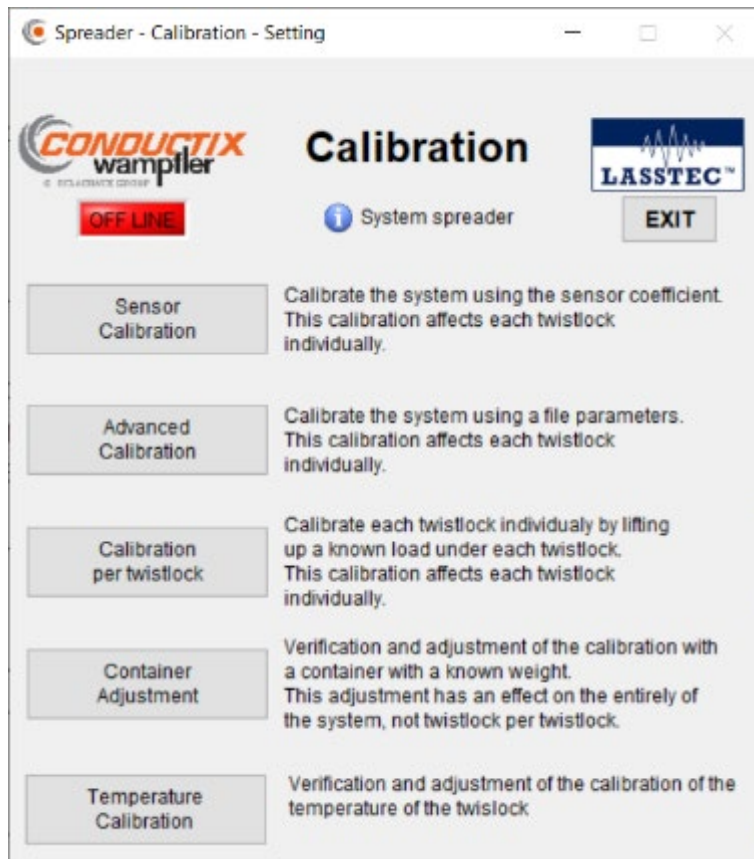 Spreader - Calibration - Setting
CONDUCTIX
wampfler
Calibration
LASSTEC™
OFF LINE
System spreader
EXIT
Sensor
Calibration
Calibrate the system using the sensor coefficient.
This calibration affects each twistlock
individually.
Advanced
Calibration
Calibrate the system using a file parameters.
This calibration affects each twistlock
individually.
Calibration
per twistlock
Calibrate each twistlock individualy by lifting
up a known load under each twistlock.
This calibration affects each twistlock
individually.
Container
Adjustment
Verification and adjustment of the calibration with
a container with a known weight.
This adjustment has an effect on the entirely of
the system, not twistlock per twistlock.
Temperature
Calibration
Verification and adjustment of the calibration of the
temperature of the twislock